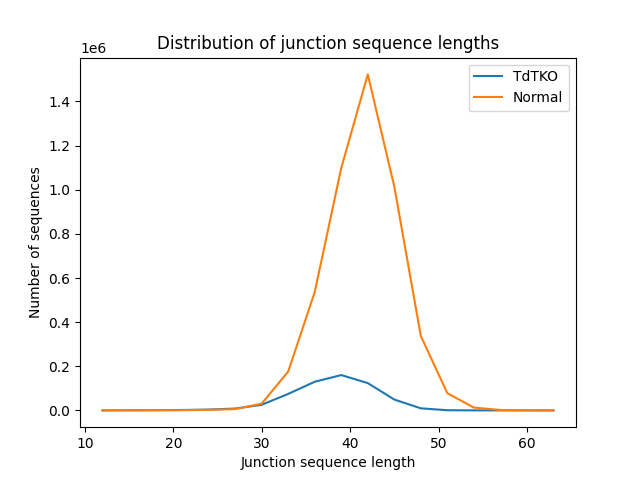 Distribution of junction sequence lengths
1e6
TdTKO
Normal
Number of sequences
1.4
1.2
1.0
0.8
0.6
0.4
0.2
0.0
10 20 30 40 50 60
Junction sequence length